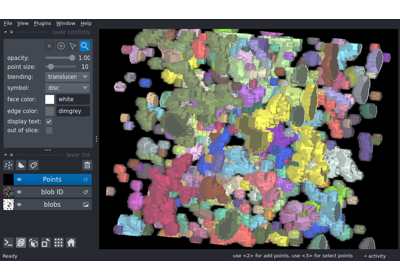 File View Plugins Window Help
layer controls
opacity: 1.00
point size: 10
blending: translucen
symbol: disc
face color: white
edge color: dimgrey
display text:
out of slice:
layer list
Points
blob ID
blobs
Ready
use <2> for add points, use <3> for select points
activity